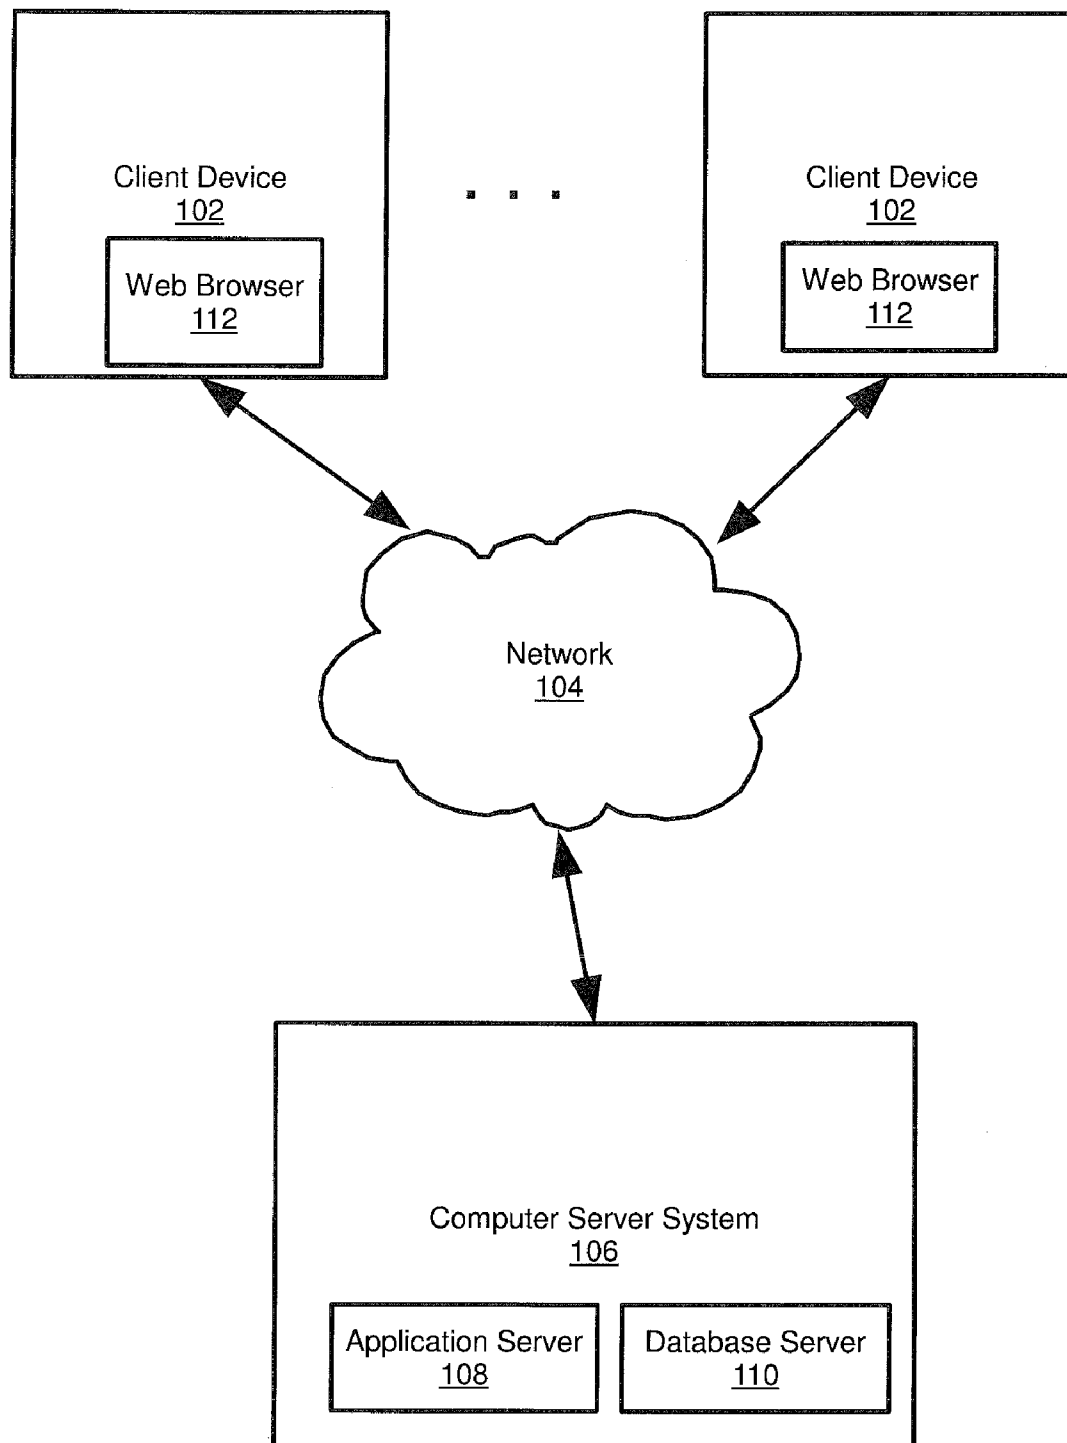 Client Device
102
Web Browser
112
. . .
Client Device
102
Web Browser
112
Network
104
Computer Server System
106
Application Server
108
Database Server
110